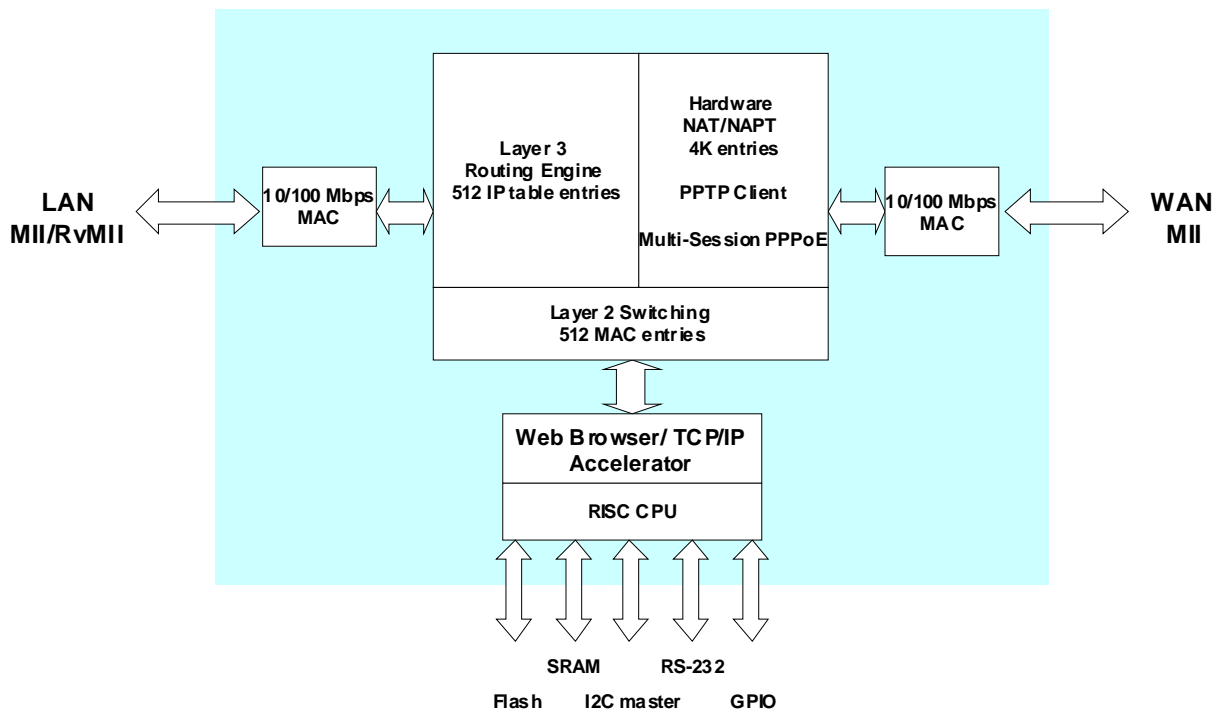 Hardware
NAT/NAPT
4K entries
Layer 3
Routing Engine
512 IP table entries
PPTP Client
Multi-Session PPPoE
LAN
MII/RvMII
10/100 Mbps
MAC
10/100 Mbps
MAC
WAN
MII
Layer 2 Switching
512 MAC entries
Web Browser/ TCP/IP
Accelerator
RISC CPU
SRAM
RS-232
Flash
I2C master
GPIO